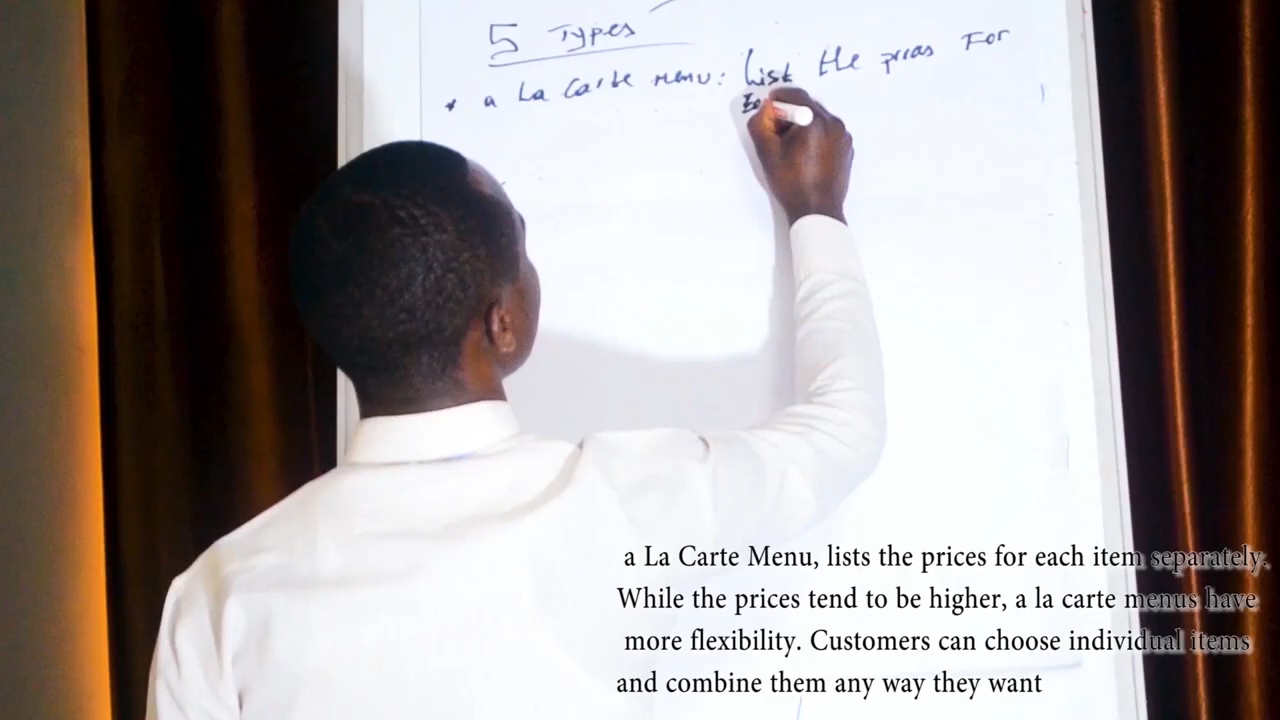 5 Types
* a La Carte Menu: List the prices For
a La Carte Menu, lists the prices for each item separately.
While the prices tend to be higher, a la carte menus have
more flexibility. Customers can choose individual items
and combine them any way they want